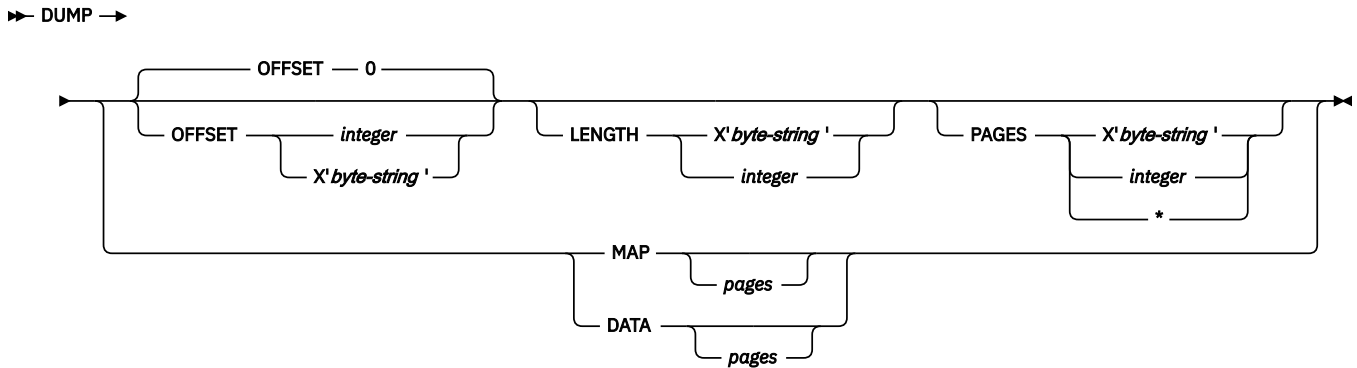 DUMP
OFFSET 0
OFFSET integer LENGTH X'byte-string ' PAGES X'byte-string '
X'byte-string ' integer integer
*
MAP
pages
DATA
pages